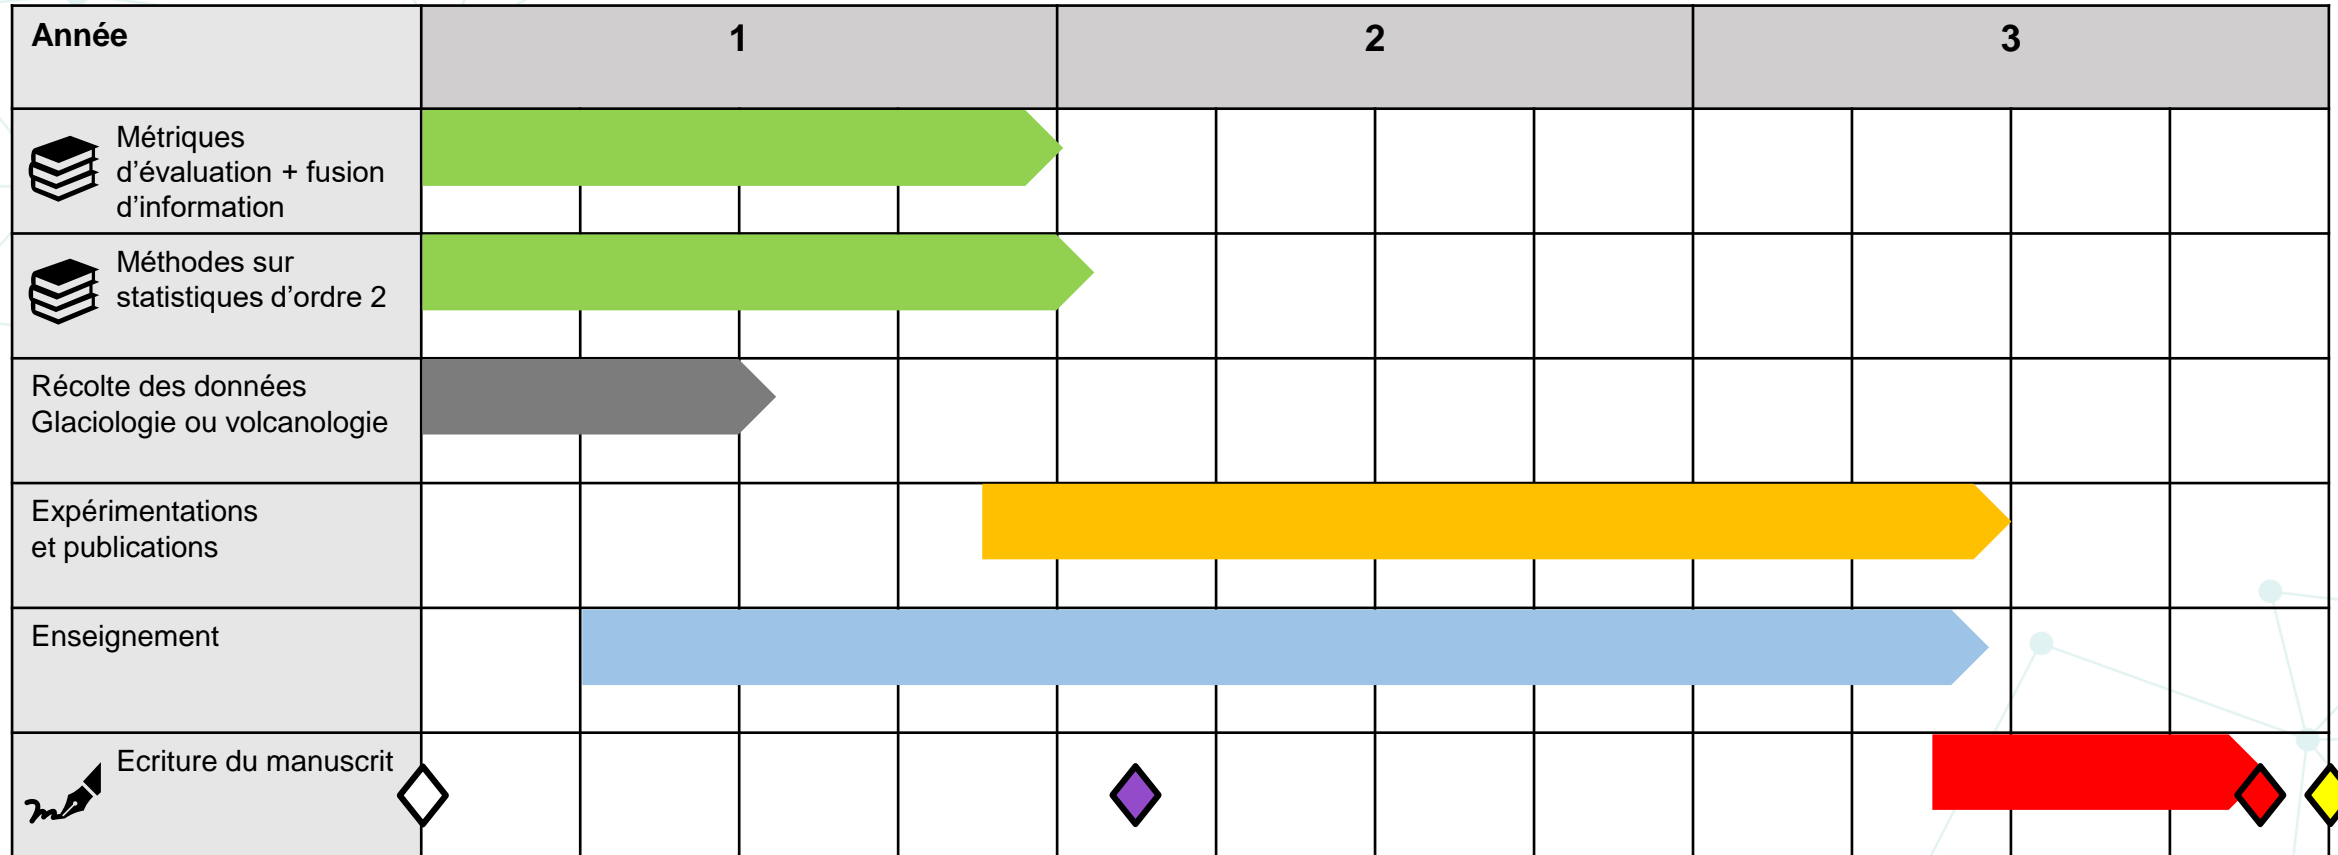 Année
1
2
3
Métriques
d'évaluation + fusion
d'information
Méthodes sur
statistiques d'ordre 2
Récolte des données
Glaciologie ou volcanologie
Expérimentations
et publications
Enseignement
Ecriture du manuscrit